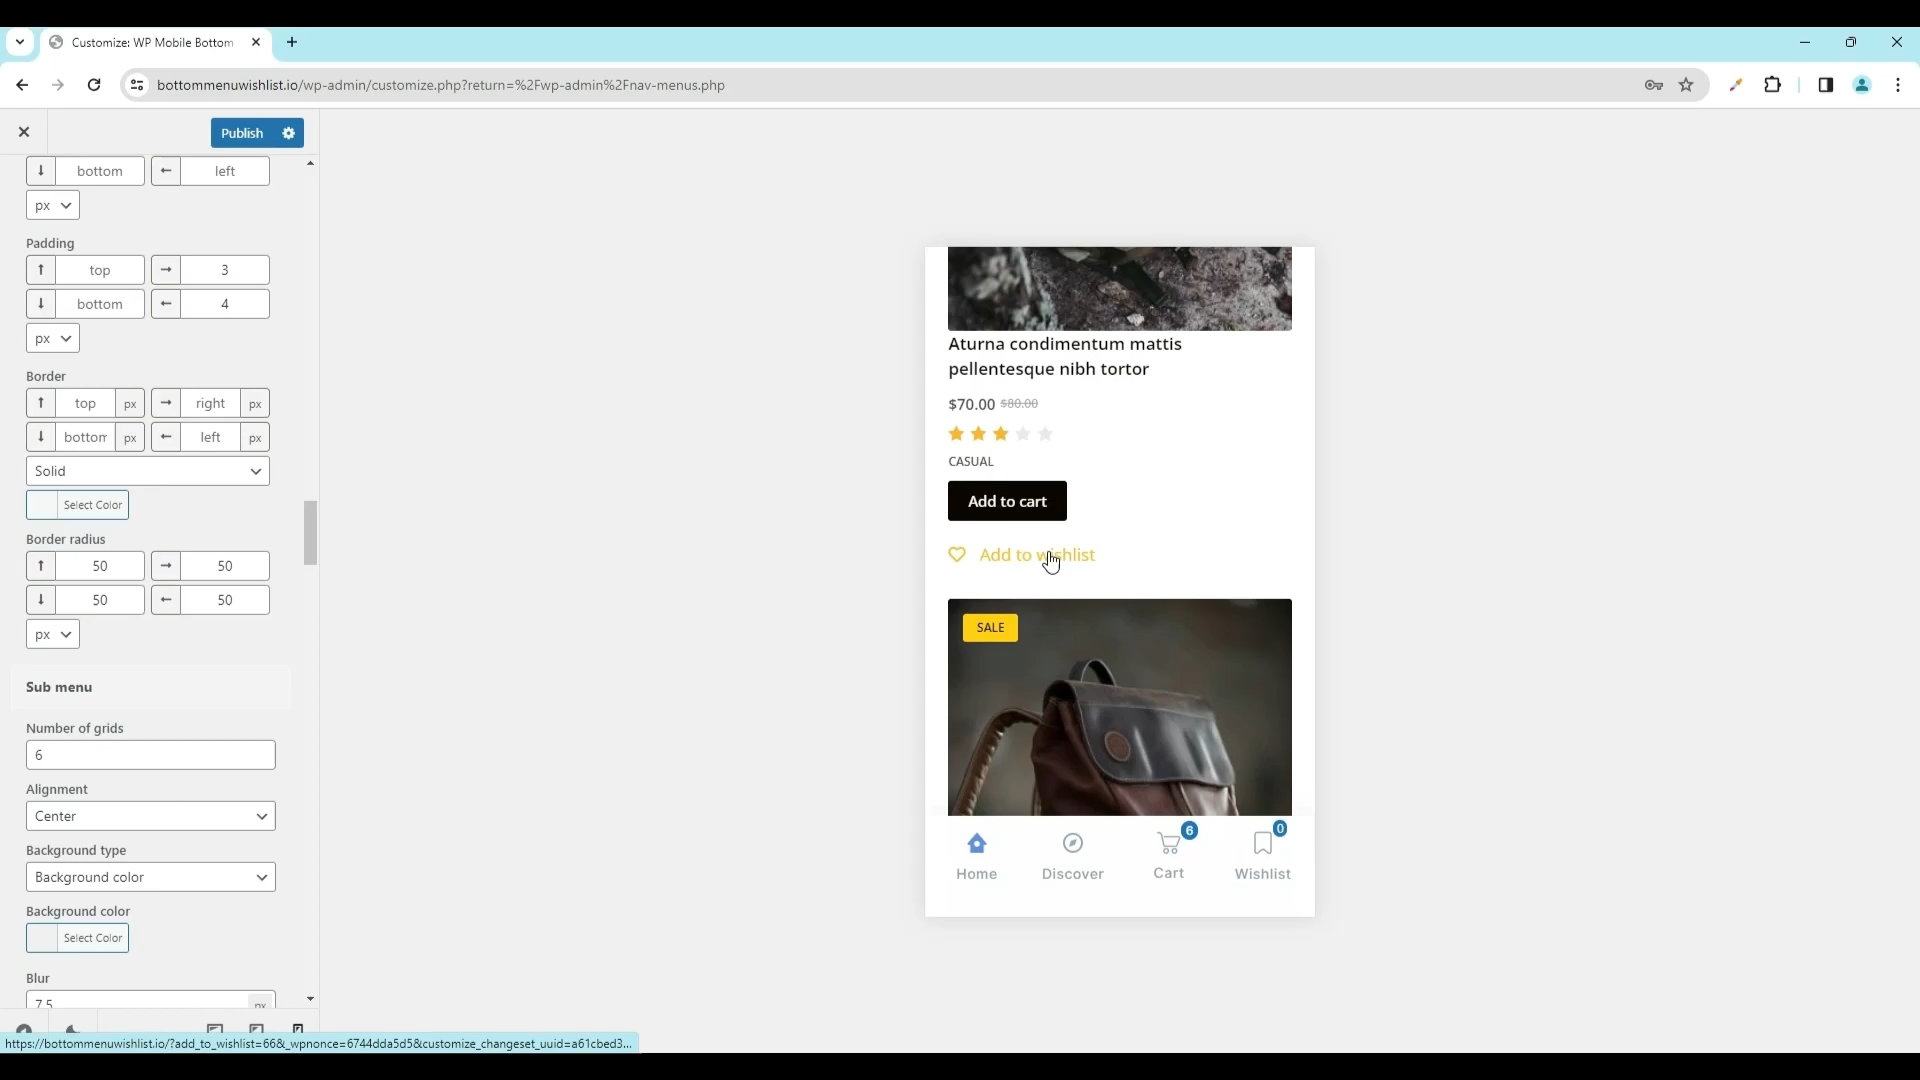 Customize: WP Mobile Bottom
bottommenuwishlist.io/wp-admin/customize.php?return=%2Fwp-admin%2Fnav-menus.php
Publish
bottom left
px
Padding
top 3
bottom 4
px
Border
top px right px
bottom px left px
Solid
Select Color
Border radius
50 50
50 50
px
Sub menu
Number of grids
6
Alignment
Center
Background type
Background color
Background color
Select Color
Blur
7.5 px
https://bottommenuwishlist.io/?add_to_wishlist=66&_wpnonce=6744dda5d5&customize_changeset_uuid=a61cbed3...
Aturna condimentum mattis
pellentesque nibh tortor
$70.00 $80.00
CASUAL
Add to cart
Add to wishlist
SALE
6 0
Home Discover Cart Wishlist